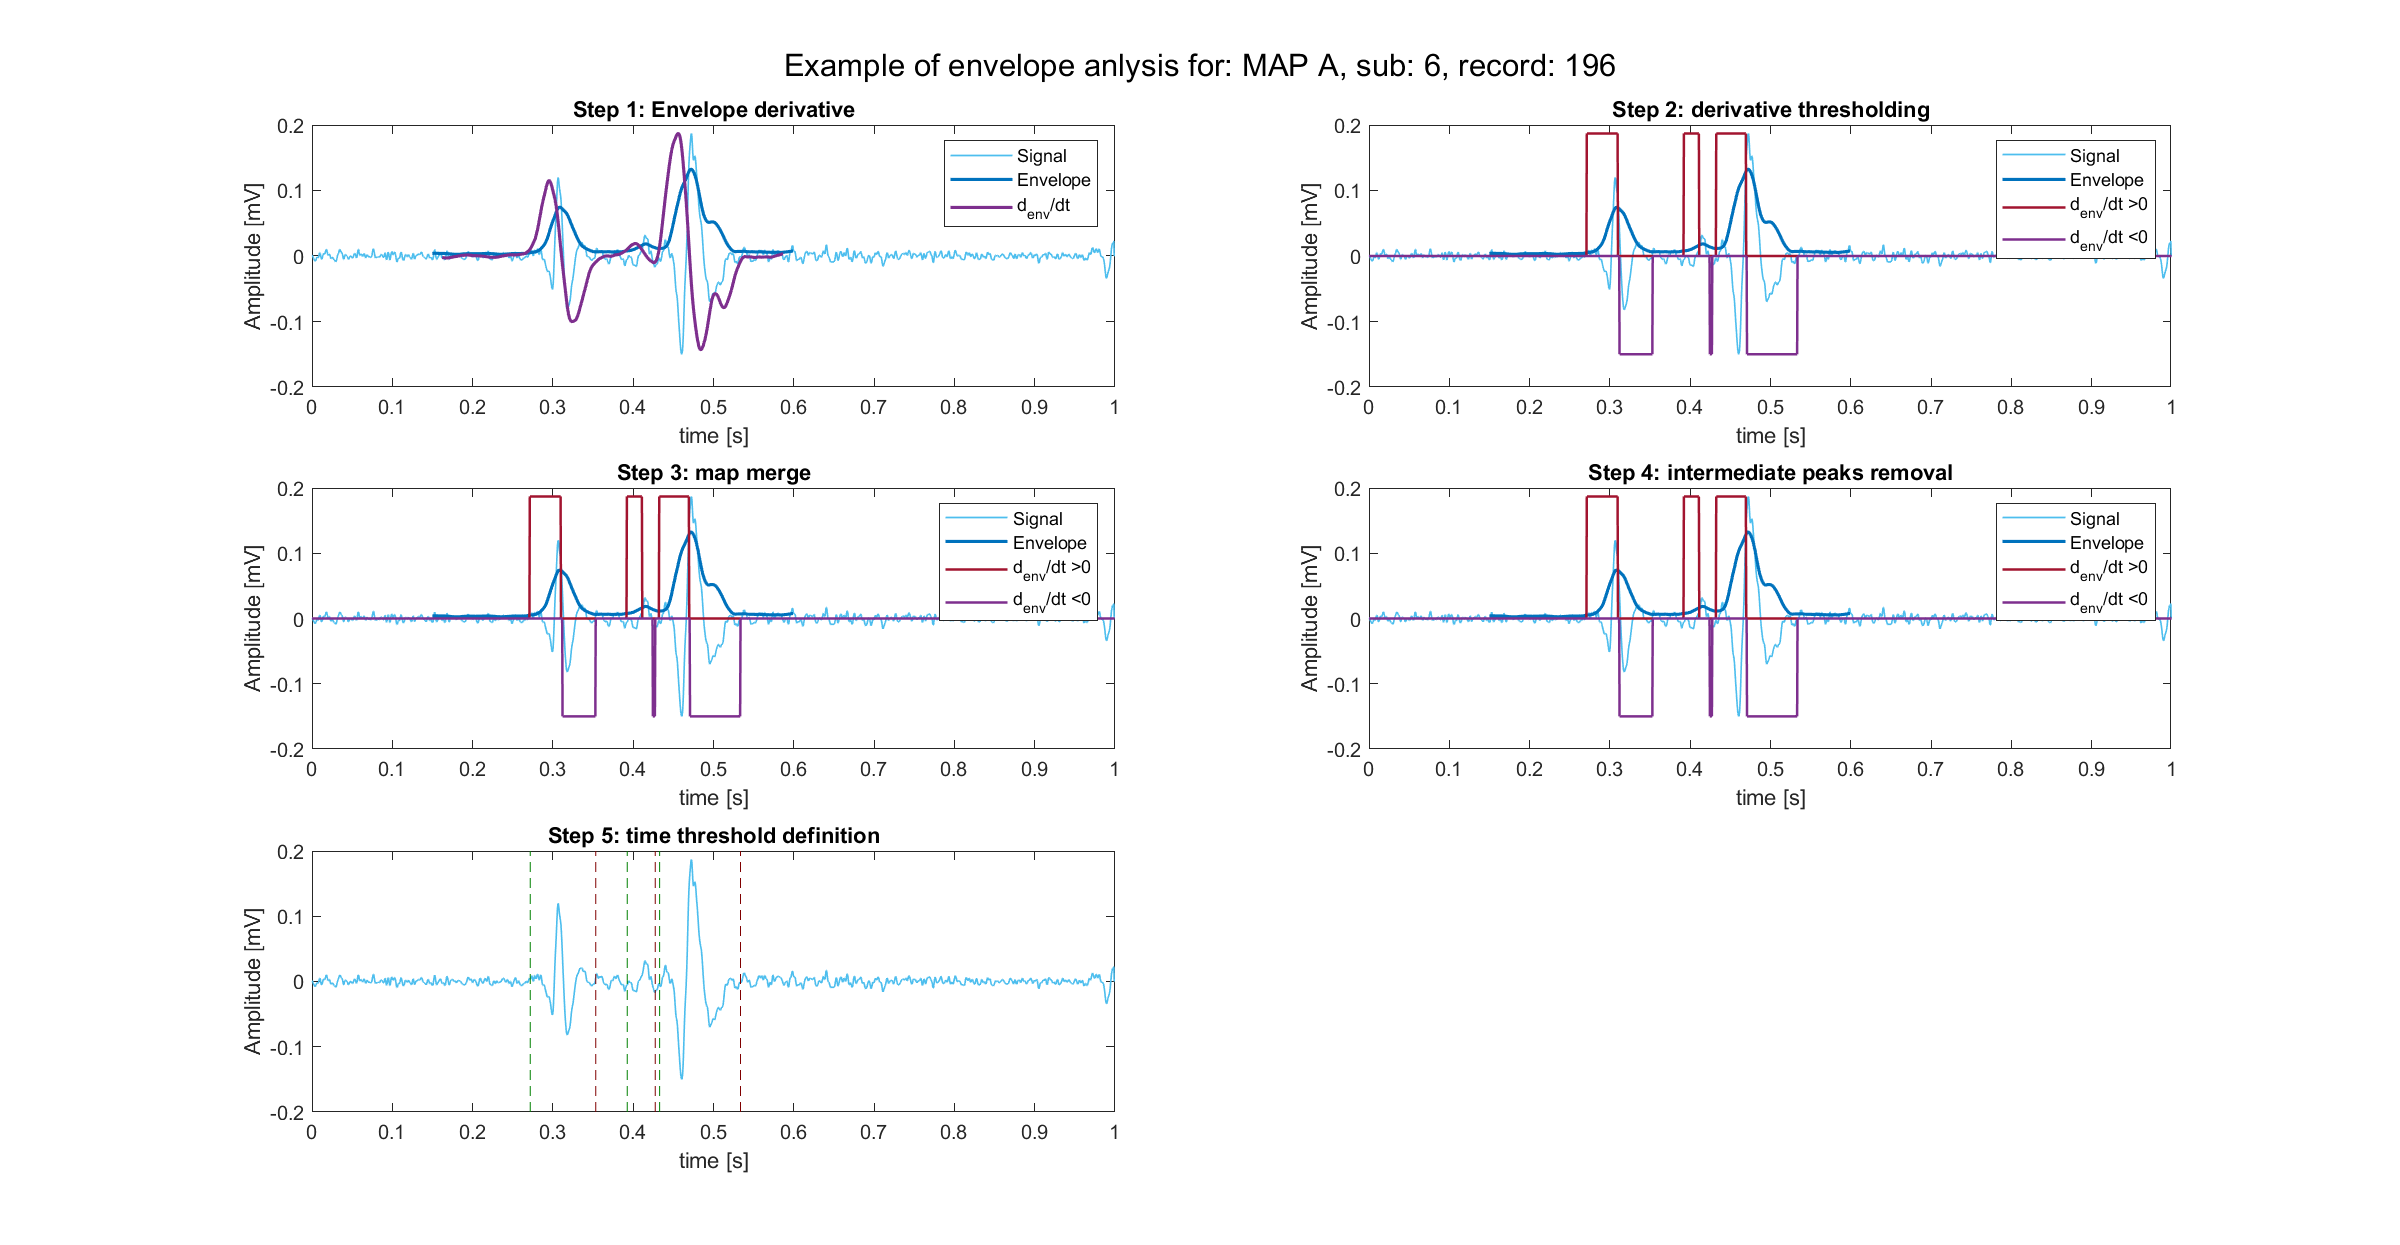 Example of envelope anlysis for: MAP A, sub: 6, record: 196
Step 1: Envelope derivative
0.2
0.1
0
-0.1
-0.2
Amplitude [mV]
Signal
Envelope
d_env/dt
0 0.1 0.2 0.3 0.4 0.5 0.6 0.7 0.8 0.9 1
time [s]
Step 2: derivative thresholding
0.2
0.1
0
-0.1
-0.2
Amplitude [mV]
Signal
Envelope
d_env/dt >0
d_env/dt <0
0 0.1 0.2 0.3 0.4 0.5 0.6 0.7 0.8 0.9 1
time [s]
Step 3: map merge
0.2
0.1
0
-0.1
-0.2
Amplitude [mV]
Signal
Envelope
d_env/dt >0
d_env/dt <0
0 0.1 0.2 0.3 0.4 0.5 0.6 0.7 0.8 0.9 1
time [s]
Step 4: intermediate peaks removal
0.2
0.1
0
-0.1
-0.2
Amplitude [mV]
Signal
Envelope
d_env/dt >0
d_env/dt <0
0 0.1 0.2 0.3 0.4 0.5 0.6 0.7 0.8 0.9 1
time [s]
Step 5: time threshold definition
0.2
0.1
0
-0.1
-0.2
Amplitude [mV]
0 0.1 0.2 0.3 0.4 0.5 0.6 0.7 0.8 0.9 1
time [s]